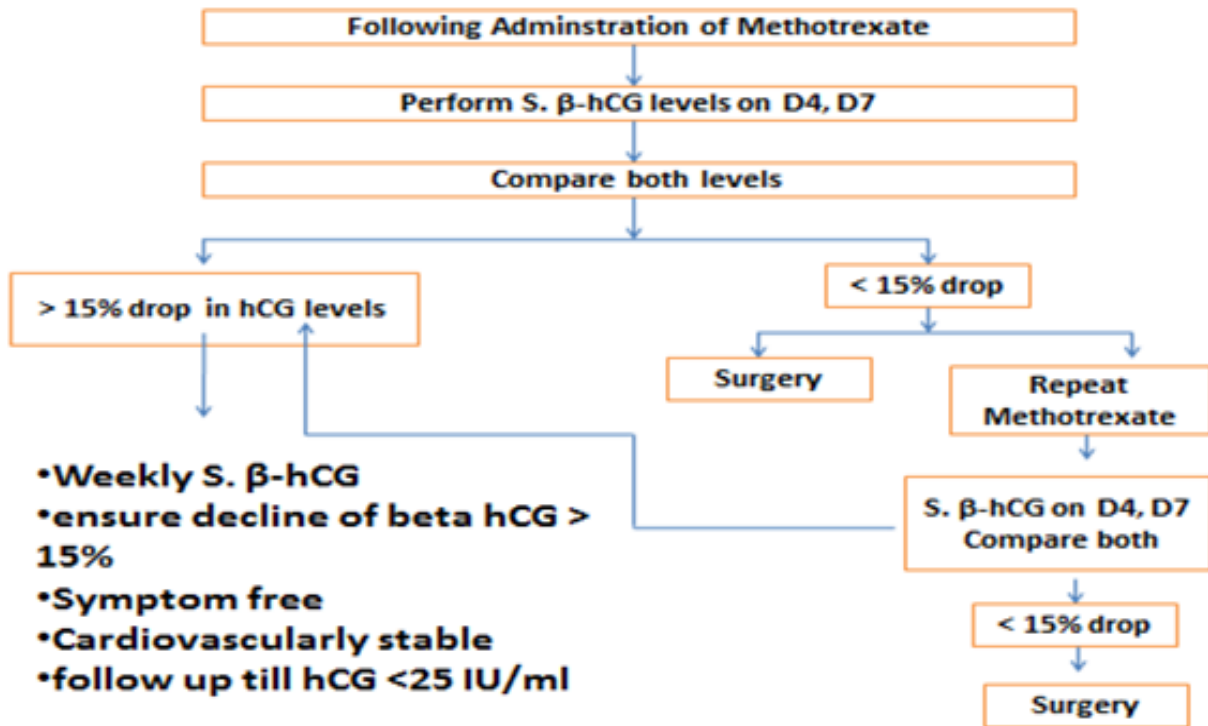 Following Adminstration of Methotrexate
Perform S. β-hCG levels on D4, D7
Compare both levels
> 15% drop in hCG levels
< 15% drop
Surgery
Repeat
Methotrexate
•Weekly S. β-hCG
•ensure decline of beta hCG >
15%
•Symptom free
•Cardiovascularly stable
•follow up till hCG <25 IU/ml
S. β-hCG on D4, D7
Compare both
< 15% drop
Surgery